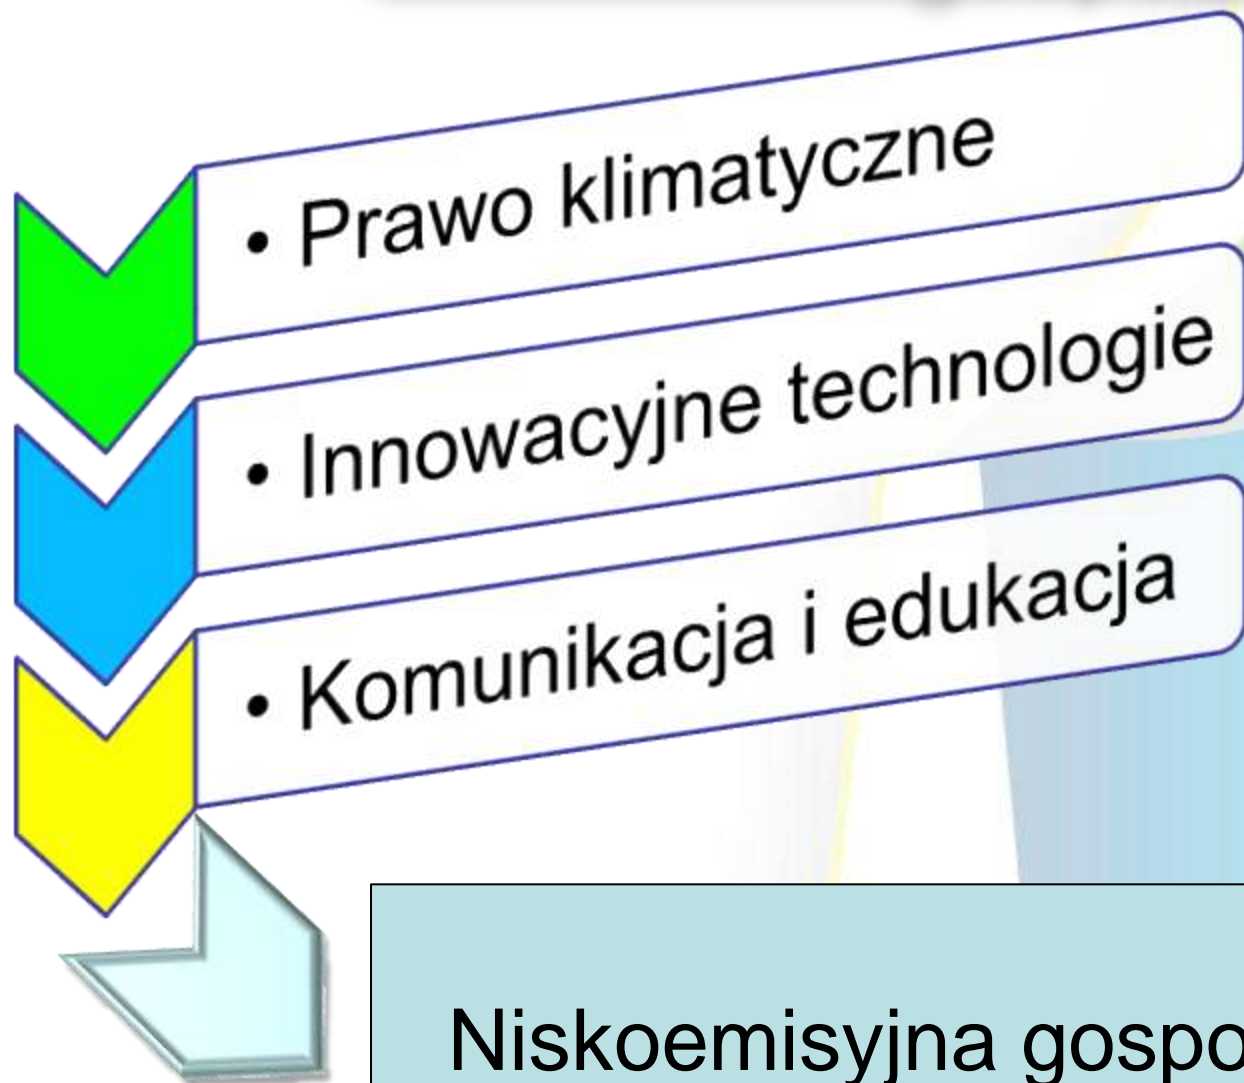 • Prawo klimatyczne
• Innowacyjne technologie
• Komunikacja i edukacja
Niskoemisyjna gospo